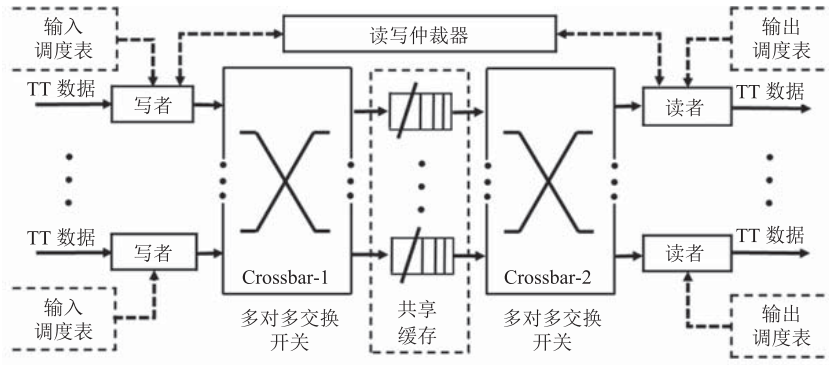 输入
调度表
读写仲裁器
输出
调度表
TT 数据
写者
读者
TT 数据
TT 数据
写者
读者
TT 数据
Crossbar-1
Crossbar-2
输入
调度表
多对多交换
开关
共享
缓存
多对多交换
开关
输出
调度表